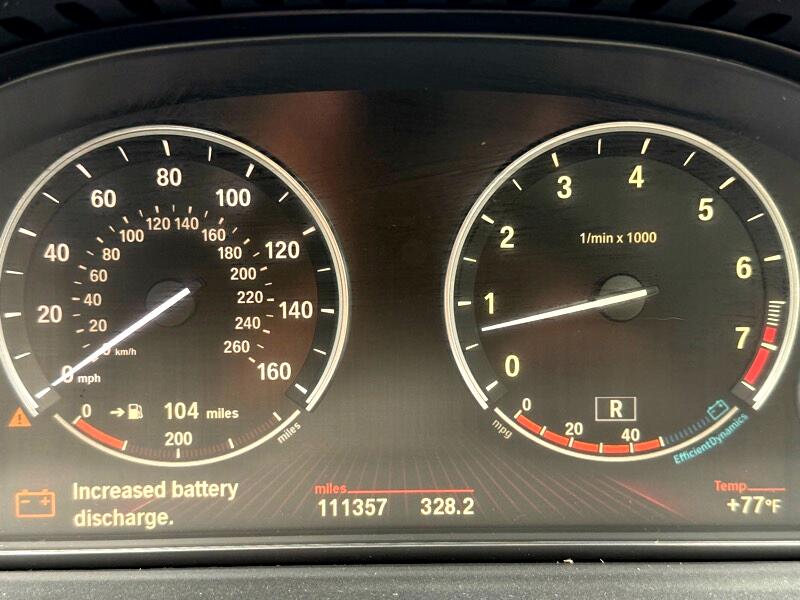 80
60
100
40
120
20
140
0 mph
160
120 140
100
160
80
180
60
200
40
220
20
240
0 km/h
260
0
104 miles
200
miles
4
3
5
1/min x 1000
2
6
1
7
0
R
0
20
40
mpg
EfficientDynamics
Increased battery
discharge.
miles
111357 328.2
Temp
+77°F